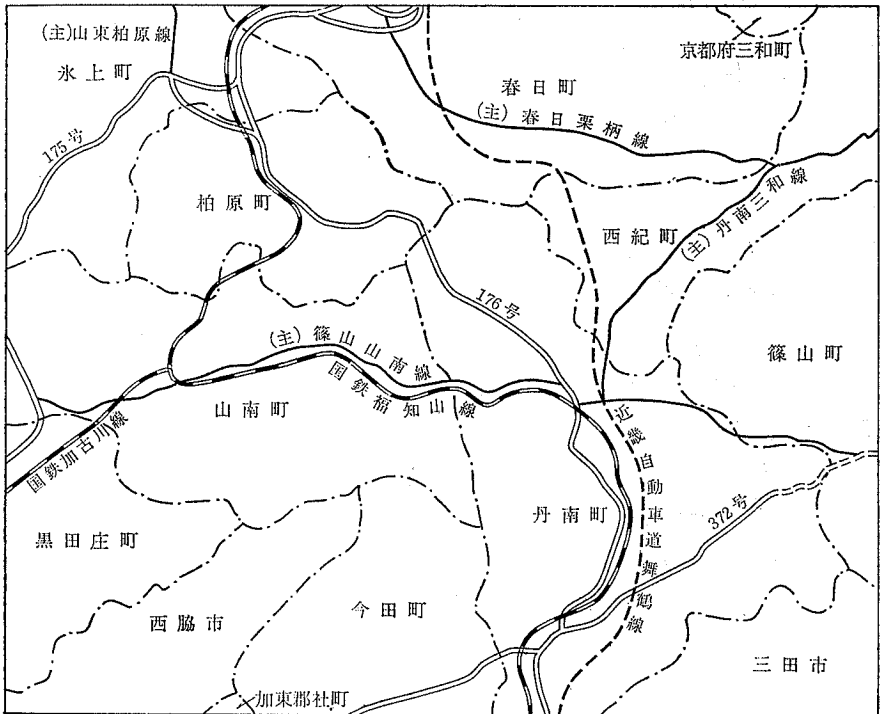 (主)山東柏原線
氷上町
京都府三和町
春日町
(主)春日栗柄線
175号
柏原町
西紀町
(主)丹南三和線
176号
篠山町
(主)篠山山南線
国鉄福知山線
山南町
国鉄加古川線
近畿自動車道舞鶴線
丹南町
372号
黒田庄町
今田町
西脇市
三田市
加東郡社町